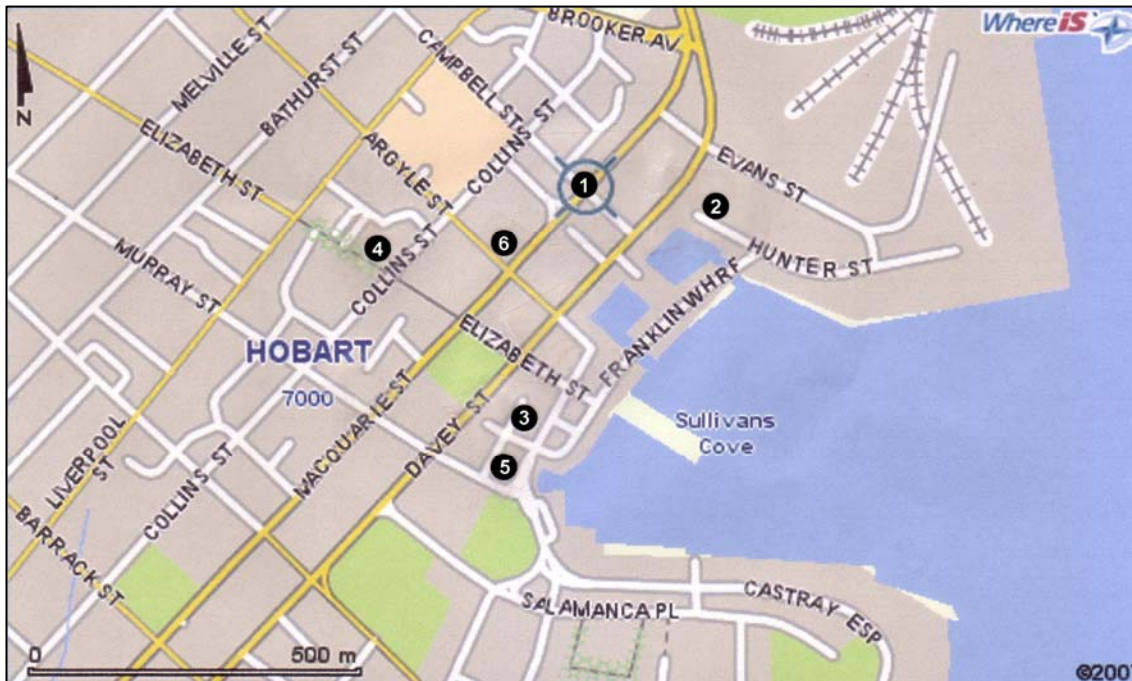 WhereiS
BROOKER AV
MELVILLE ST
BATHURST ST
CAMPBELL ST
COLLINS ST
N
ELIZABETH ST
ARGYLE ST
EVANS ST
1
2
6
4
HUNTER ST
MURRAY ST
COLLINS ST
FRANKLIN WHRF
ELIZABETH ST
HOBART
7000
MACQUARIE ST
DAVEY ST
3
Sullivans
Cove
5
LIVERPOOL
ST
COLLINS ST
BARRACK ST
CASTRAY ESP
SALAMANCA PL
0
500 m
©200